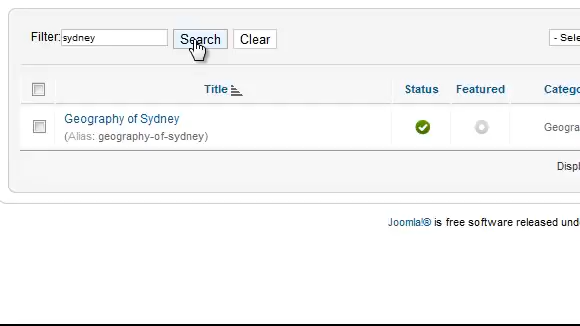 Filter: sydney Search Clear - Sele
Title Status Featured Catego
Geography of Sydney
(Alias: geography-of-sydney) Geogra
Displ
Joomla!® is free software released und